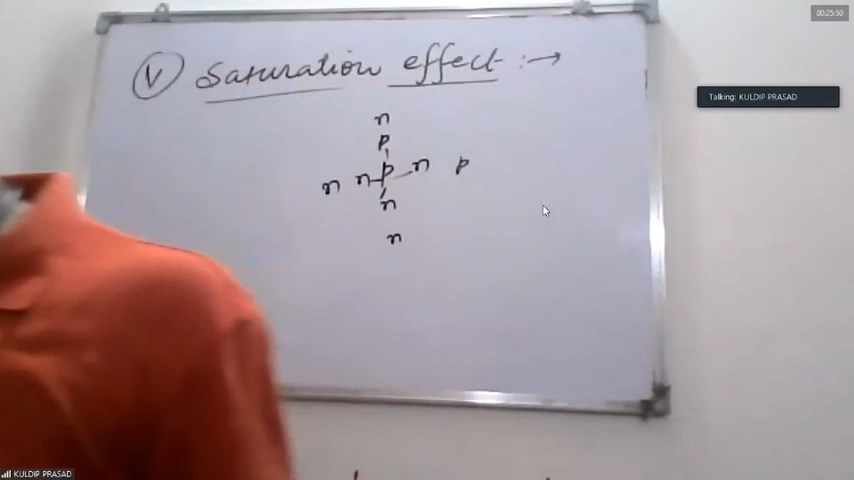 00:25:50
V Saturation effect :→
Talking: KULDIP PRASAD
n
p
n n p n p
n
n
KULDIP PRASAD